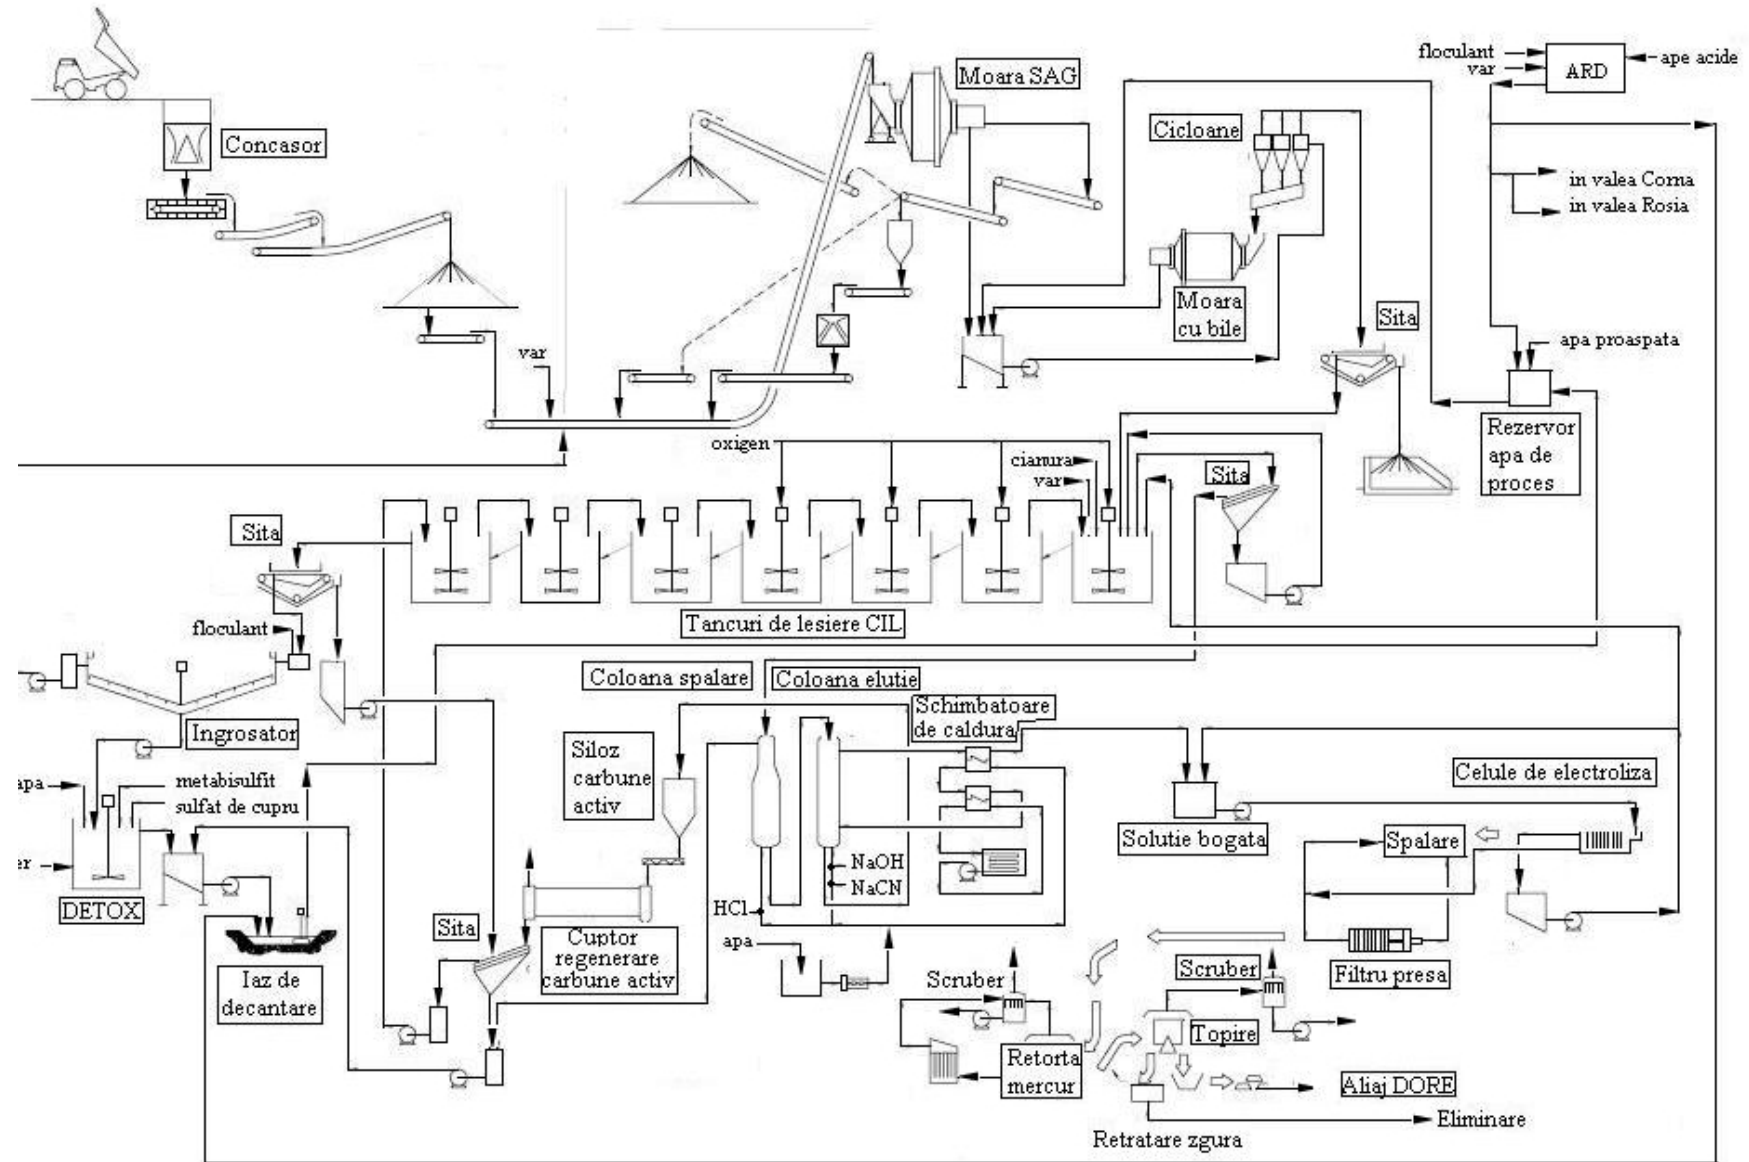 floculant
var
ARD
ape acide
Moara SAG
Concasor
Cicloane
in valea Corna
in valea Rosia
Moara
cu bile
Sita
apa proaspata
var
Rezervor
apa de
proces
oxigen
cianura
var
Sita
Sita
Tancuri de lesiere CIL
floculant
Coloana spalare
Coloana elutie
Schimbatoare
de caldura
Ingrosator
Siloz
carbune
activ
Celule de electroliza
apa
metabisulfit
sulfat de cupru
Solutie bogata
Spalare
er
NaOH
NaCN
DETOX
HCl
Sita
Cuptor
regenerare
carbune activ
apa
Iaz de
decantare
Scruber
Scruber
Filtru presa
Topire
Retorta
mercur
Aliaj DORE
Eliminare
Retratare zgura